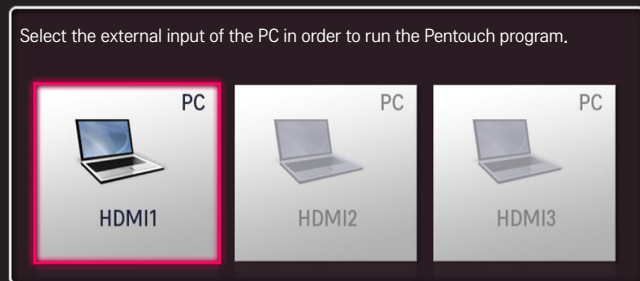 Select the external input of the PC in order to run the Pentouch program.
PC PC PC
HDMI1 HDMI2 HDMI3